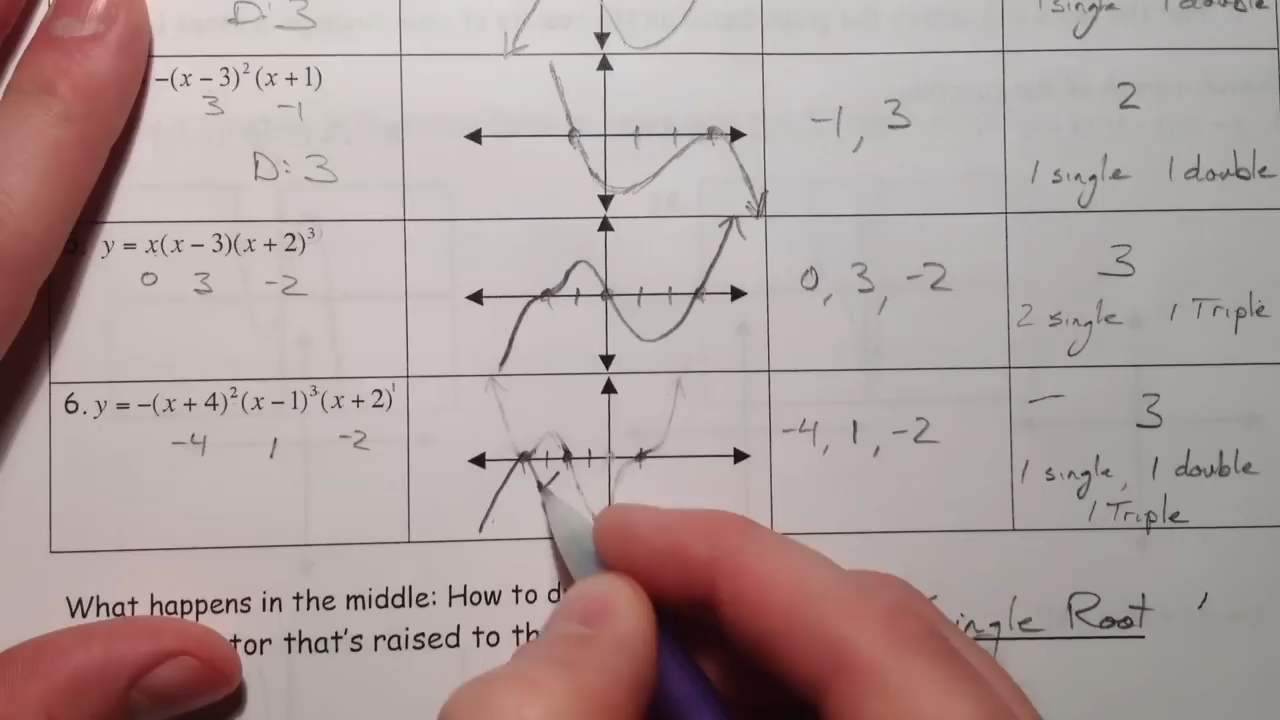 D: 3
1 single 1 double
-(x – 3)²(x + 1)
3 -1
D: 3
-1, 3
2
1 single 1 double
5. y = x(x – 3)(x + 2)³
0 3 -2
0, 3, -2
3
2 single 1 Triple
6. y = -(x + 4)²(x – 1)³(x + 2)¹
-4 1 -2
-4, 1, -2
— 3
1 single, 1 double
1 Triple
What happens in the middle: How to d
tor that's raised to th
ingle Root